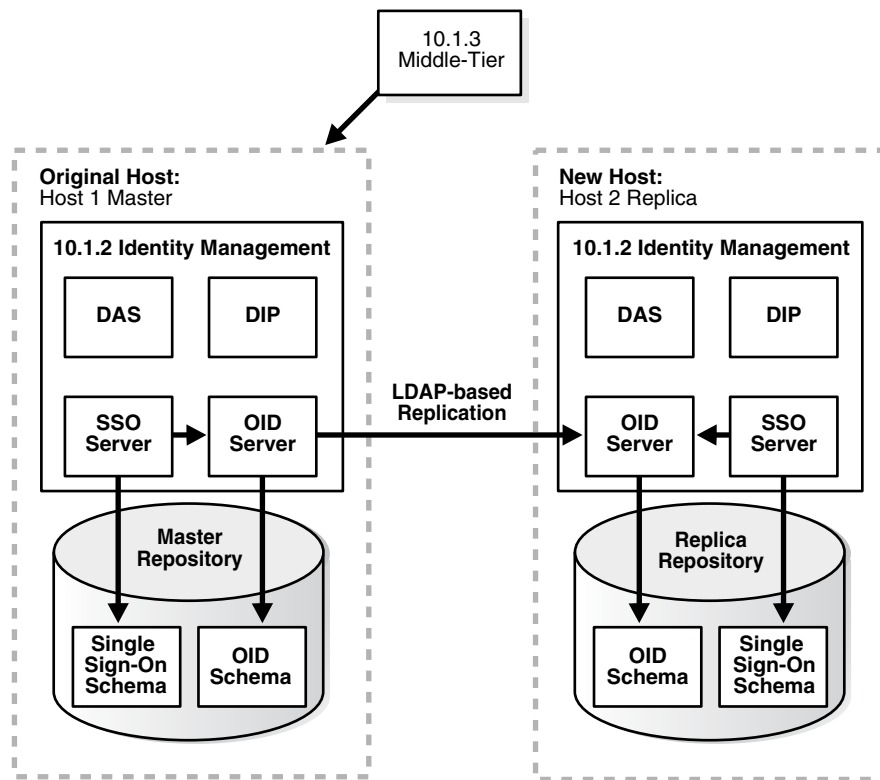 10.1.3
Middle-Tier
Original Host:
Host 1 Master
10.1.2 Identity Management
DAS
DIP
SSO
Server
OID
Server
Master
Repository
Single
Sign-On
Schema
OID
Schema
LDAP-based
Replication
New Host:
Host 2 Replica
10.1.2 Identity Management
DAS
DIP
OID
Server
SSO
Server
Replica
Repository
OID
Schema
Single
Sign-On
Schema